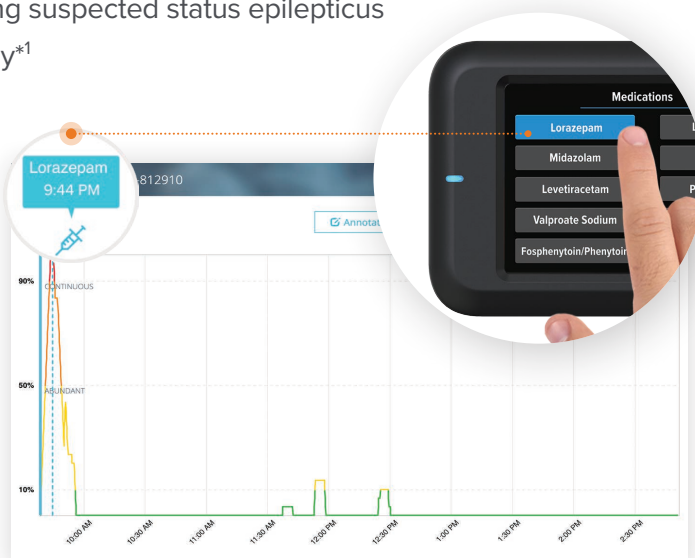 ng suspected status epilepticus
y*1
Medications
Lorazepam
Midazolam
Levetiracetam
Valproate Sodium
Fosphenytoin/Phenytoin
Lorazepam
9:44 PM
-812910
Annotat
90%
CONTINUOUS
50%
ABUNDANT
10%
10:00 AM
10:30 AM
11:00 AM
11:30 AM
12:00 PM
12:30 PM
1:00 PM
1:30 PM
2:00 PM
2:30 PM